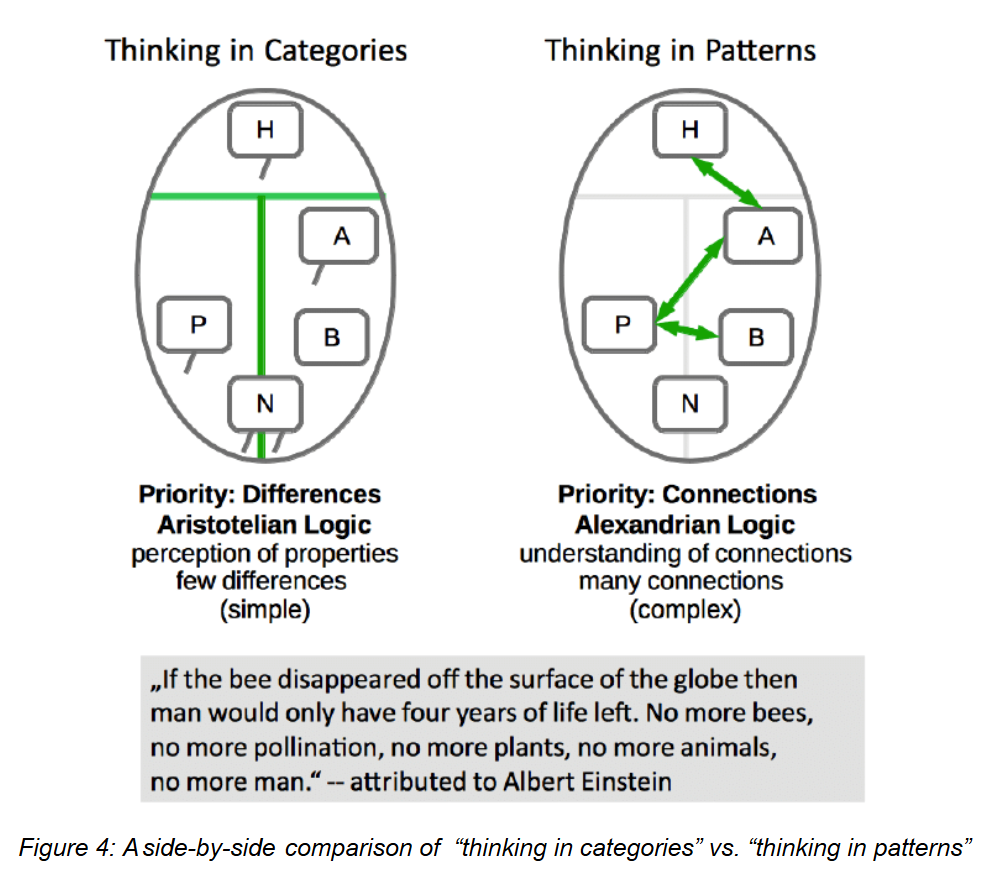 Thinking in Categories
Thinking in Patterns
H
A
P
B
N
H
A
P
B
N
Priority: Differences
Aristotelian Logic
perception of properties
few differences
(simple)
Priority: Connections
Alexandrian Logic
understanding of connections
many connections
(complex)
„If the bee disappeared off the surface of the globe then
man would only have four years of life left. No more bees,
no more pollination, no more plants, no more animals,
no more man.“ -- attributed to Albert Einstein
Figure 4: A side-by-side comparison of “thinking in categories” vs. “thinking in patterns”